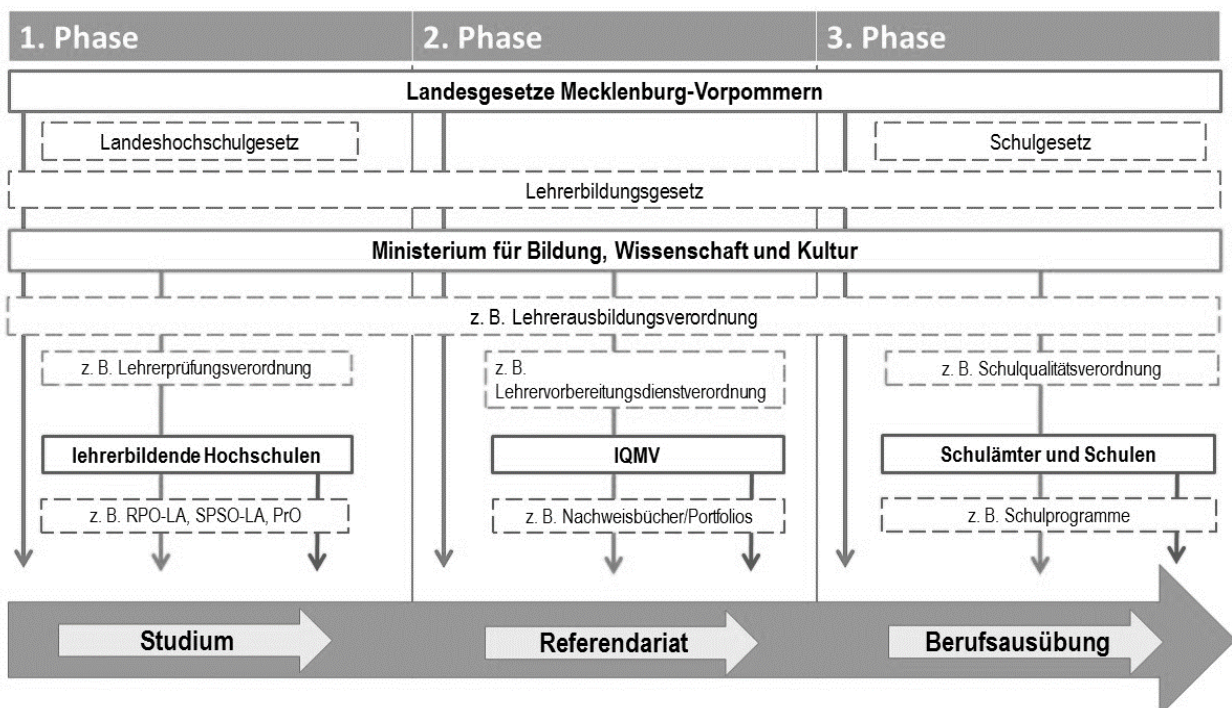 1. Phase
2. Phase
3. Phase
Landesgesetze Mecklenburg-Vorpommern
Landeshochschulgesetz
Schulgesetz
Lehrerbildungsgesetz
Ministerium für Bildung, Wissenschaft und Kultur
z. B. Lehrerausbildungsverordnung
z. B. Lehrerprüfungsverordnung
z. B.
Lehrervorbereitungsdienstverordnung
z. B. Schulqualitätsverordnung
lehrerbildende Hochschulen
IQMV
Schulämter und Schulen
z. B. RPO-LA, SPSO-LA, PrO
z. B. Nachweisbücher/Portfolios
z. B. Schulprogramme
Studium
Referendariat
Berufsausübung